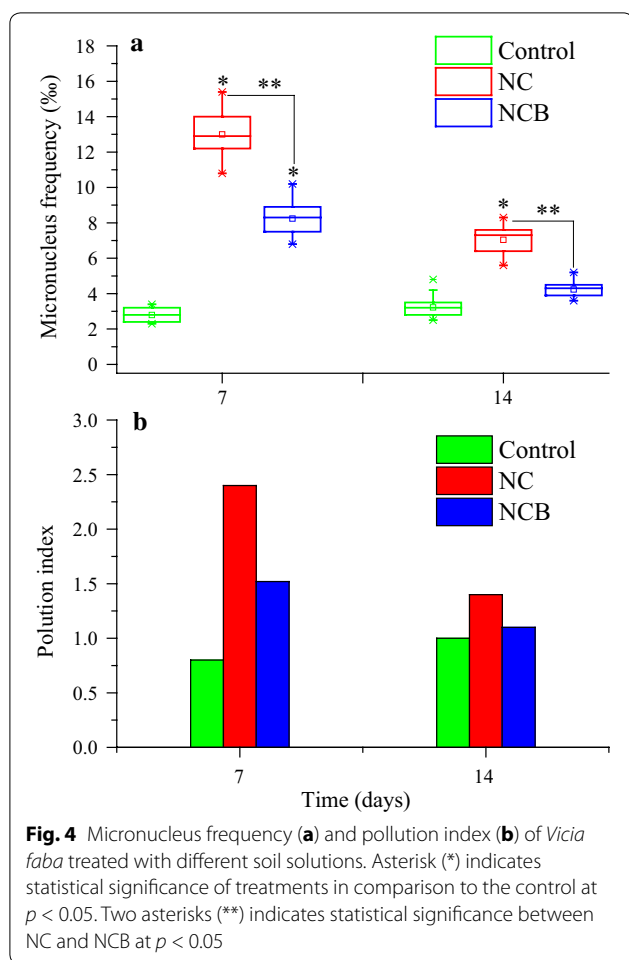 a
Control
NC
NCB
18
16
14
12
10
8
6
4
2
0
Micronucleus frequency (‰)
*
**
*
*
**
7
14
b
Control
NC
NCB
3.0
2.5
2.0
1.5
1.0
0.5
0.0
Polution index
7
14
Time (days)
Fig. 4 Micronucleus frequency (a) and pollution index (b) of Vicia
faba treated with different soil solutions. Asterisk (*) indicates
statistical significance of treatments in comparison to the control at
p < 0.05. Two asterisks (**) indicates statistical significance between
NC and NCB at p < 0.05